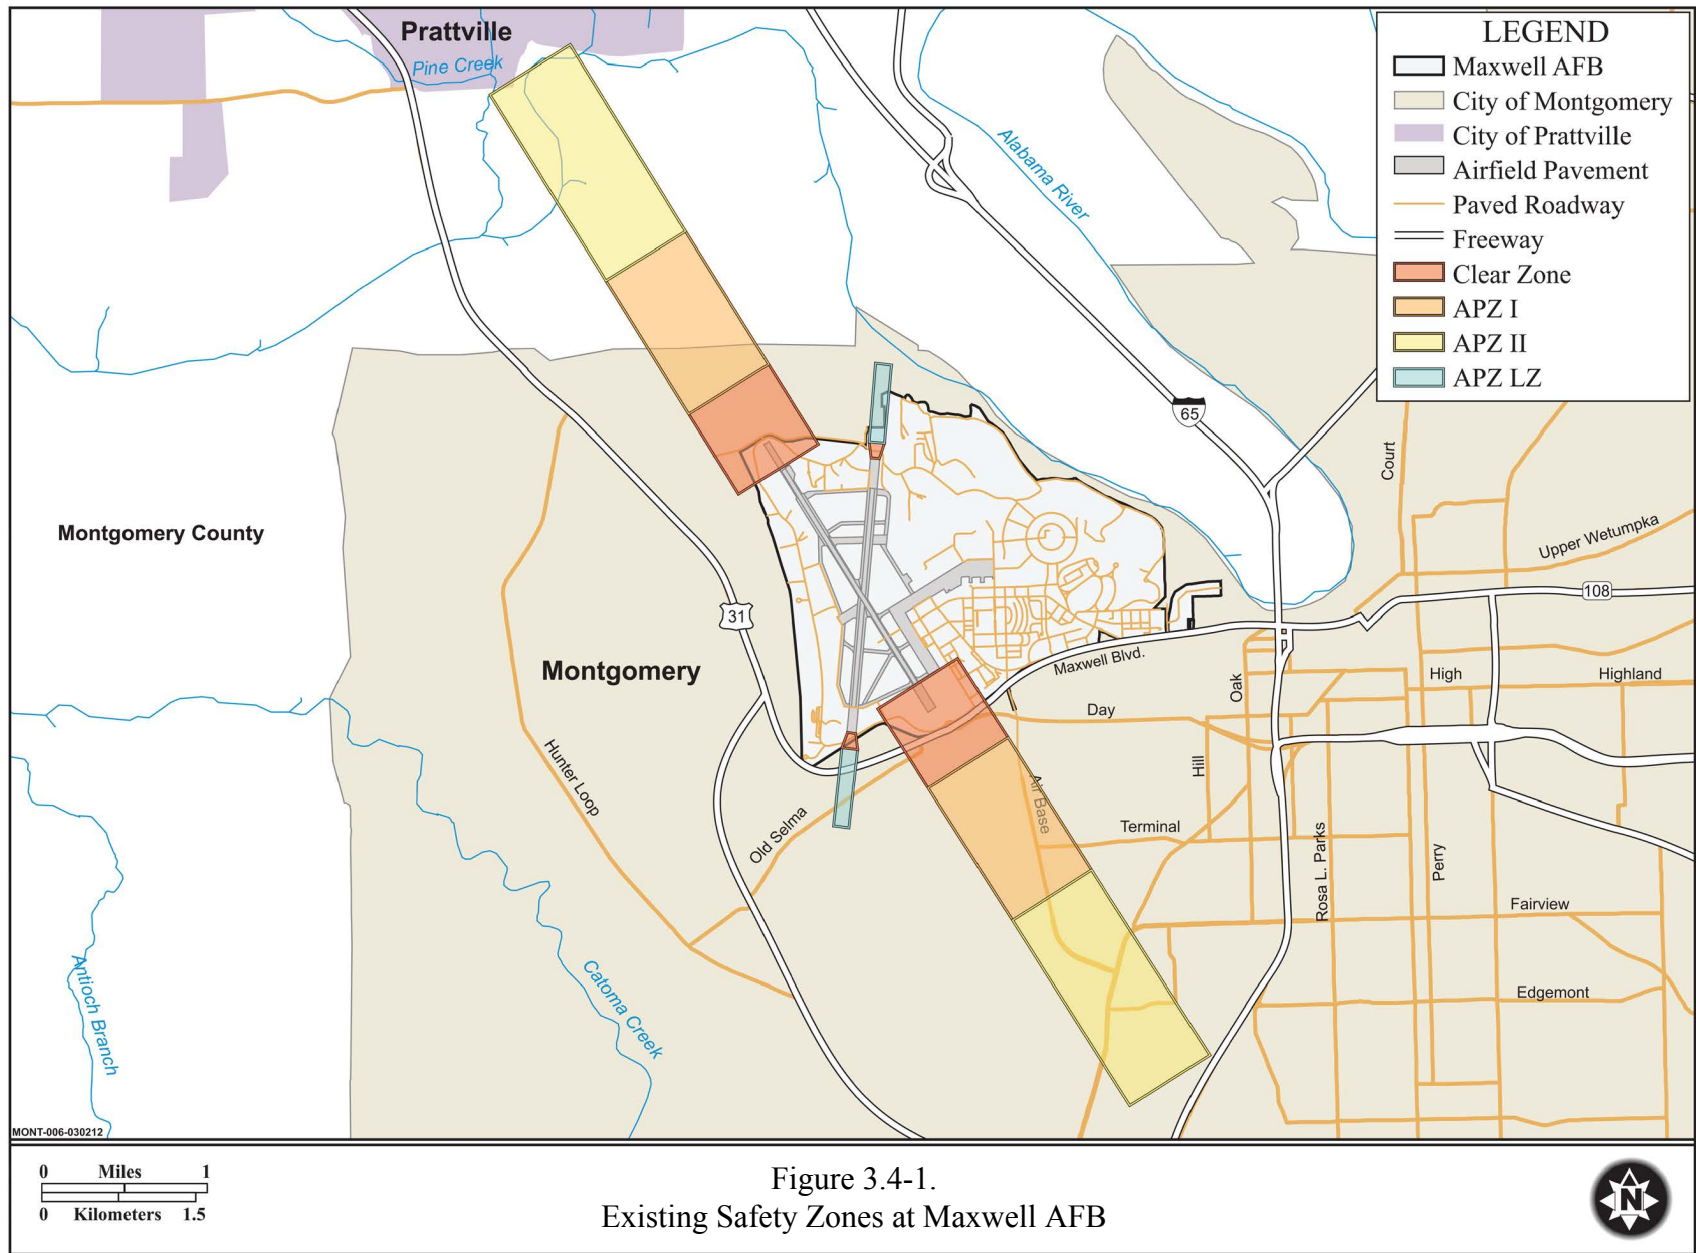 Prattville
Pine Creek
LEGEND
Maxwell AFB
City of Montgomery
City of Prattville
Airfield Pavement
Paved Roadway
Freeway
Clear Zone
APZ I
APZ II
APZ LZ
Alabama River
65
Court
Upper Wetumpka
Montgomery County
108
31
Montgomery
Maxwell Blvd.
High
Highland
Oak
Day
Hunter Loop
Hill
Air Base
Old Selma
Terminal
Rosa L. Parks
Perry
Fairview
Antioch Branch
Catoma Creek
Edgemont
MONT-006-030212
0 Miles 1
0 Kilometers 1.5
Figure 3.4-1.
Existing Safety Zones at Maxwell AFB
N